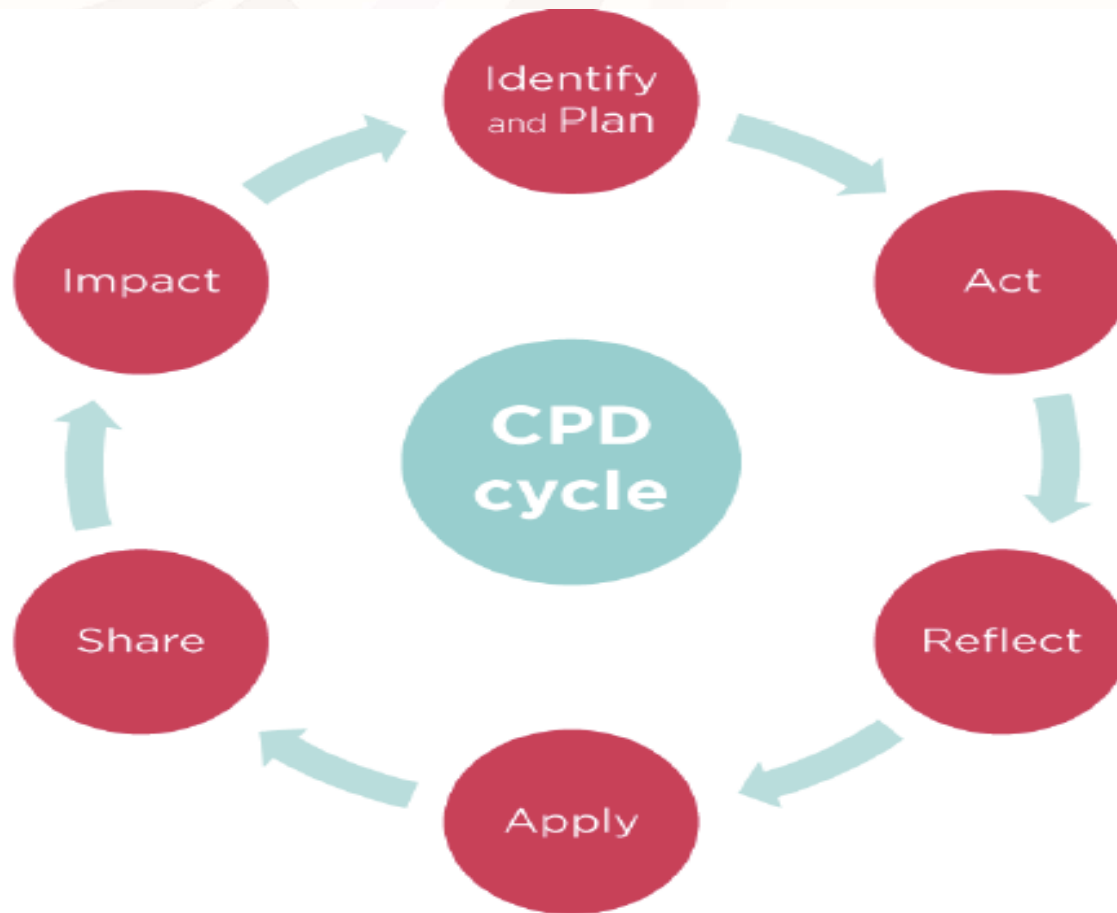 Identify
and Plan
Act
Reflect
Apply
Share
Impact
CPD
cycle